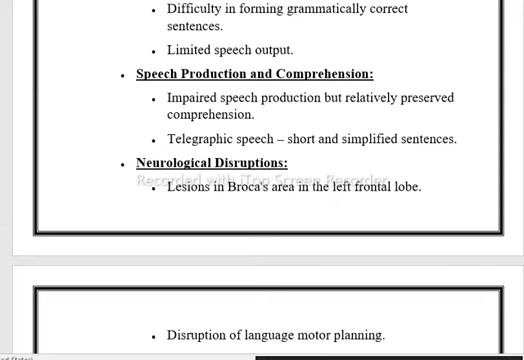 Difficulty in forming grammatically correct
sentences.
Limited speech output.
Speech Production and Comprehension:
Impaired speech production but relatively preserved
comprehension.
Telegraphic speech – short and simplified sentences.
Neurological Disruptions:
Recorded with iTop Screen Recorder
Lesions in Broca's area in the left frontal lobe.
Disruption of language motor planning.